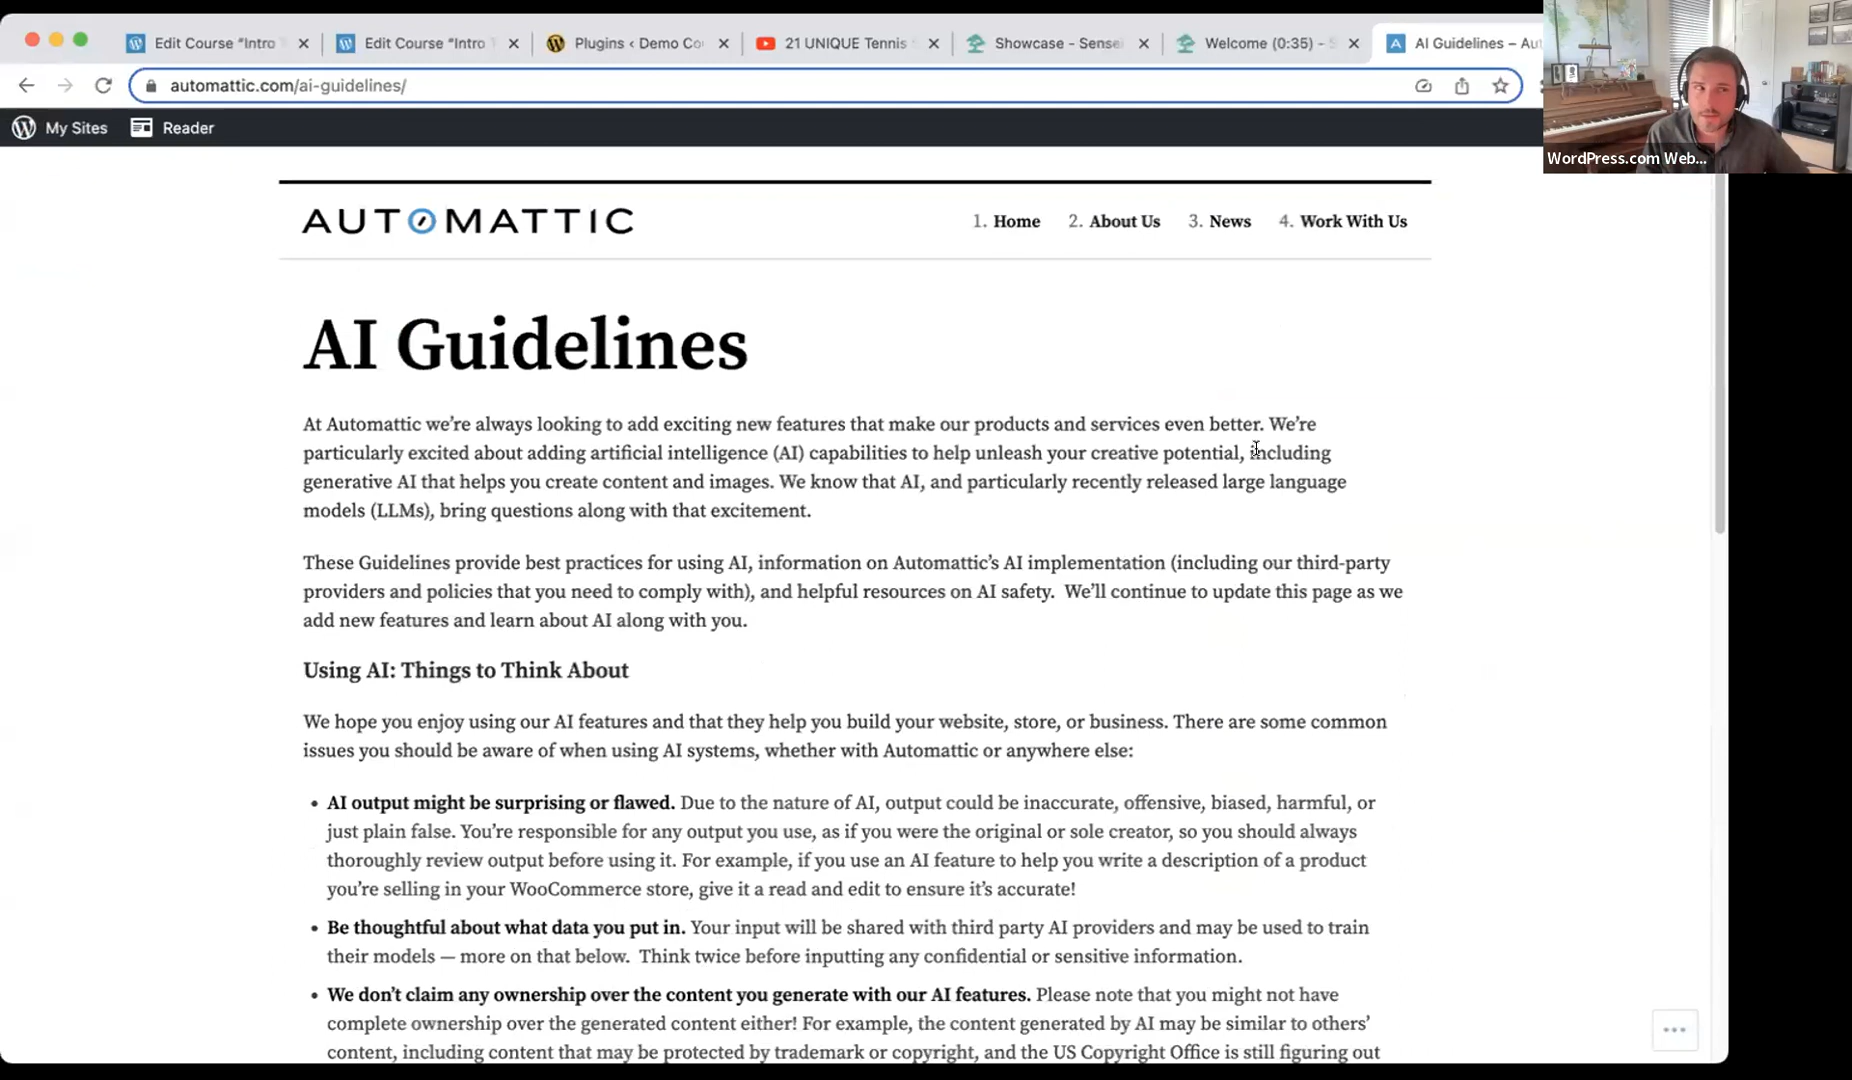 Edit Course “Intro T
Edit Course “Intro T
Plugins ‹ Demo Co
21 UNIQUE Tennis
Showcase - Sensei
Welcome (0:35) -
AI Guidelines – Aut
automattic.com/ai-guidelines/
My Sites
Reader
WordPress.com Web...
AUTOMATTIC
1. Home 2. About Us 3. News 4. Work With Us
AI Guidelines
At Automattic we’re always looking to add exciting new features that make our products and services even better. We’re
particularly excited about adding artificial intelligence (AI) capabilities to help unleash your creative potential, including
generative AI that helps you create content and images. We know that AI, and particularly recently released large language
models (LLMs), bring questions along with that excitement.
These Guidelines provide best practices for using AI, information on Automattic’s AI implementation (including our third-party
providers and policies that you need to comply with), and helpful resources on AI safety.  We’ll continue to update this page as we
add new features and learn about AI along with you.
Using AI: Things to Think About
We hope you enjoy using our AI features and that they help you build your website, store, or business. There are some common
issues you should be aware of when using AI systems, whether with Automattic or anywhere else:
• AI output might be surprising or flawed. Due to the nature of AI, output could be inaccurate, offensive, biased, harmful, or
just plain false. You’re responsible for any output you use, as if you were the original or sole creator, so you should always
thoroughly review output before using it. For example, if you use an AI feature to help you write a description of a product
you’re selling in your WooCommerce store, give it a read and edit to ensure it’s accurate!
• Be thoughtful about what data you put in. Your input will be shared with third party AI providers and may be used to train
their models — more on that below.  Think twice before inputting any confidential or sensitive information.
• We don’t claim any ownership over the content you generate with our AI features. Please note that you might not have
complete ownership over the generated content either! For example, the content generated by AI may be similar to others’
content, including content that may be protected by trademark or copyright, and the US Copyright Office is still figuring out